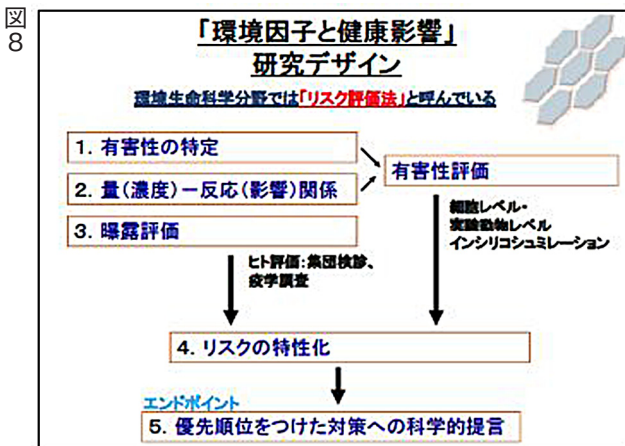 図8
「環境因子と健康影響」
研究デザイン
環境生命科学分野では「リスク評価法」と呼んでいる
1. 有害性の特定
2. 量(濃度)ー反応(影響)関係
3. 曝露評価
有害性評価
細胞レベル・
実験動物レベル
インシリコシュミレーション
ヒト評価:集団検診、
疫学調査
4. リスクの特性化
エンドポイント
5. 優先順位をつけた対策への科学的提言